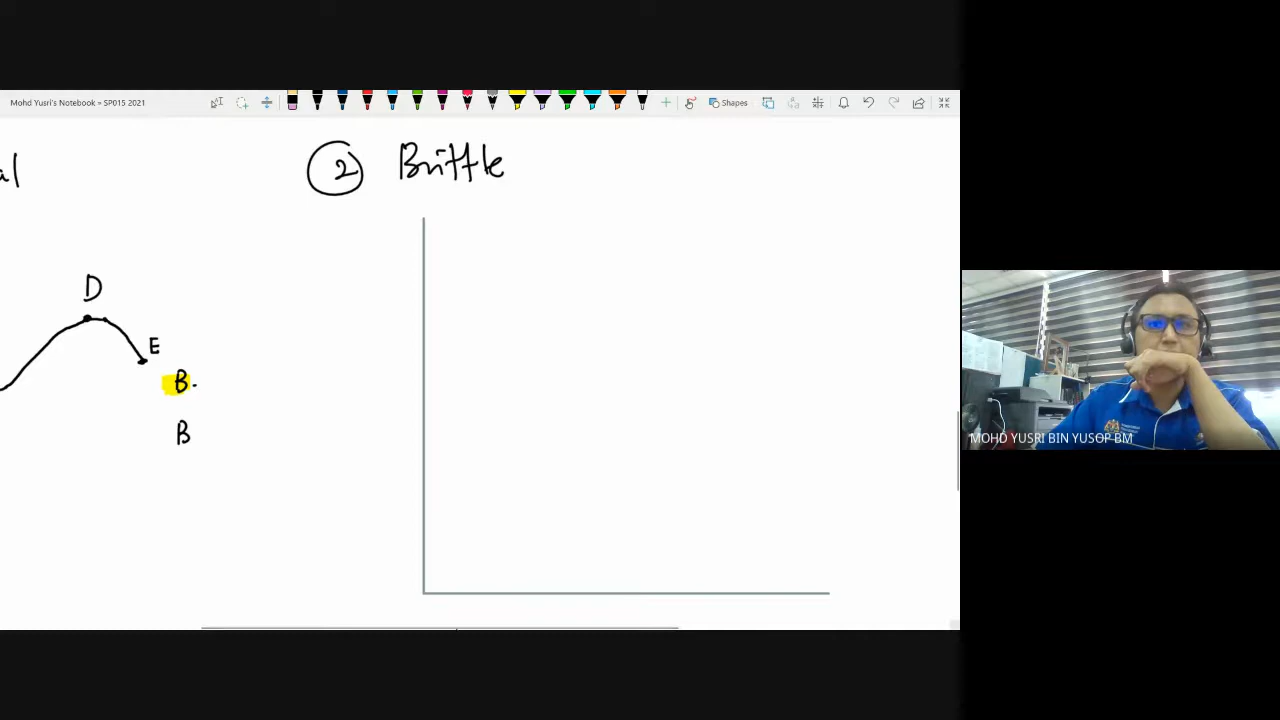 Mohd Yusri's Notebook » SP015 2021
Shapes
al
2 Brittle
D
E
B.
B
MOHD YUSRI BIN YUSOP BM